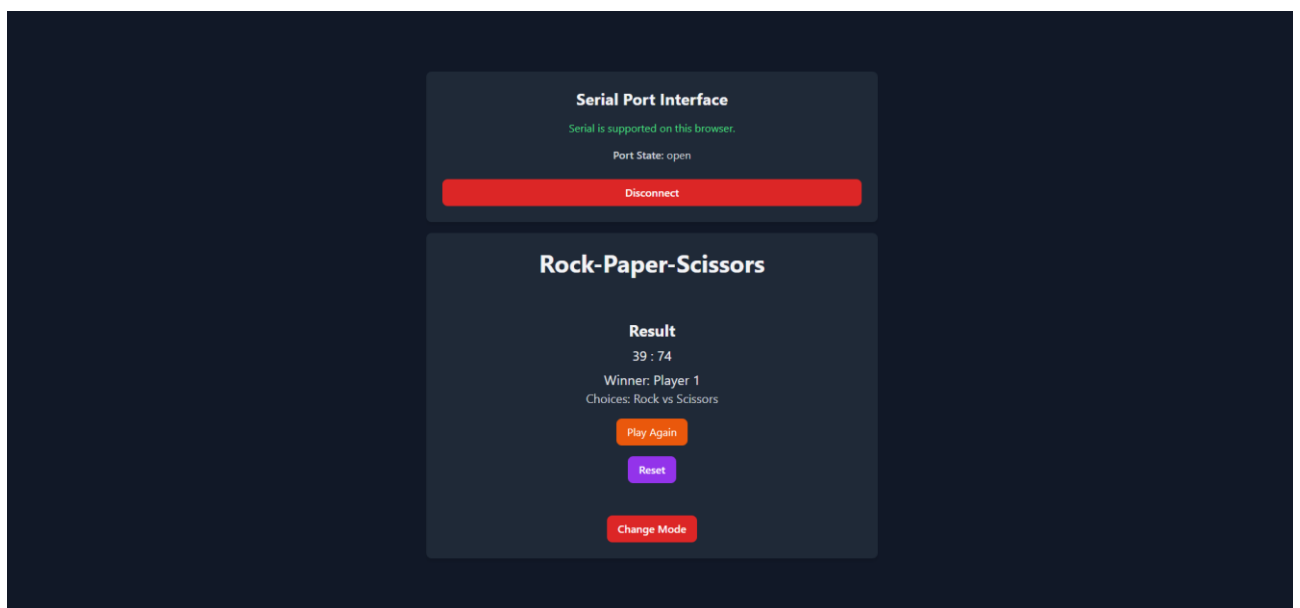 Serial Port Interface
Serial is supported on this browser.
Port State: open
Disconnect
Rock-Paper-Scissors
Result
39 : 74
Winner: Player 1
Choices: Rock vs Scissors
Play Again
Reset
Change Mode